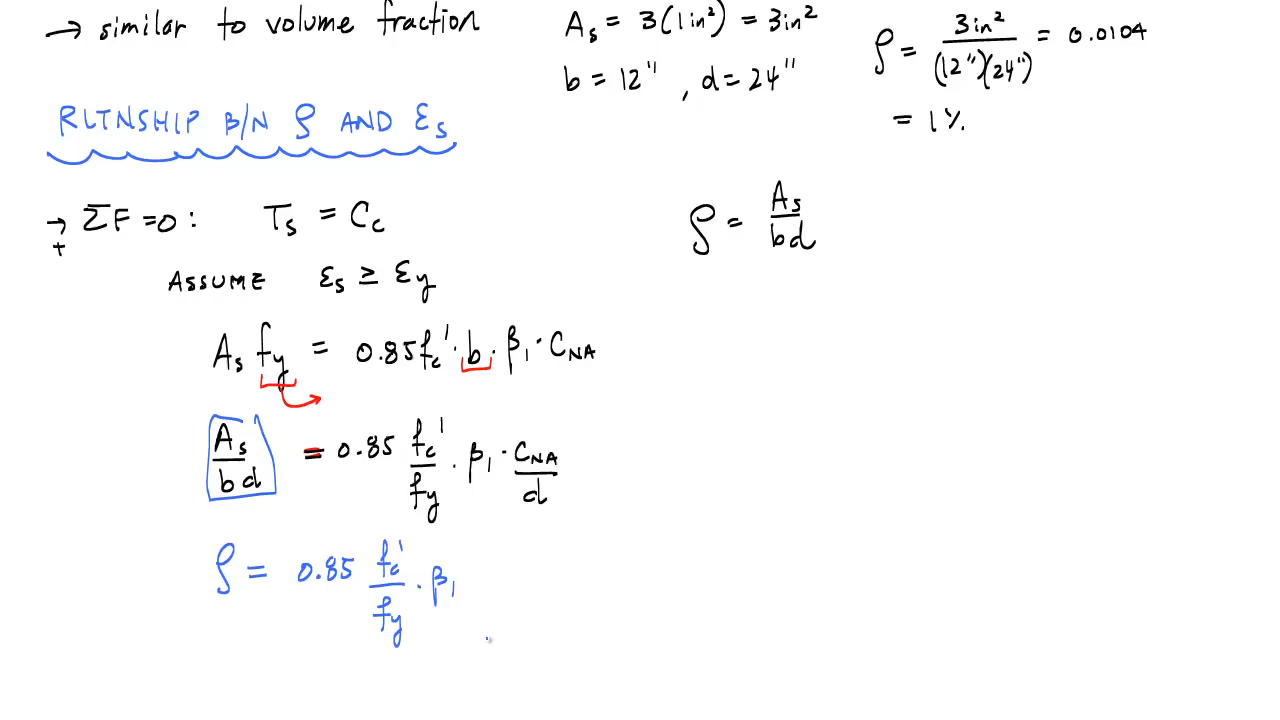 → similar to volume fraction
As = 3(1in²) = 3in²
b = 12" , d = 24"
ρ = 3in² / (12")(24") = 0.0104
= 1%
RLTNSHIP B/N ρ AND εs
→ + ΣF = 0 : Ts = Cc
ρ = As / bd
ASSUME εs ≥ εy
As fy = 0.85 fc' · b · β1 · CNA
As / bd = 0.85 fc' / fy · β1 · CNA / d
ρ = 0.85 fc' / fy · β1